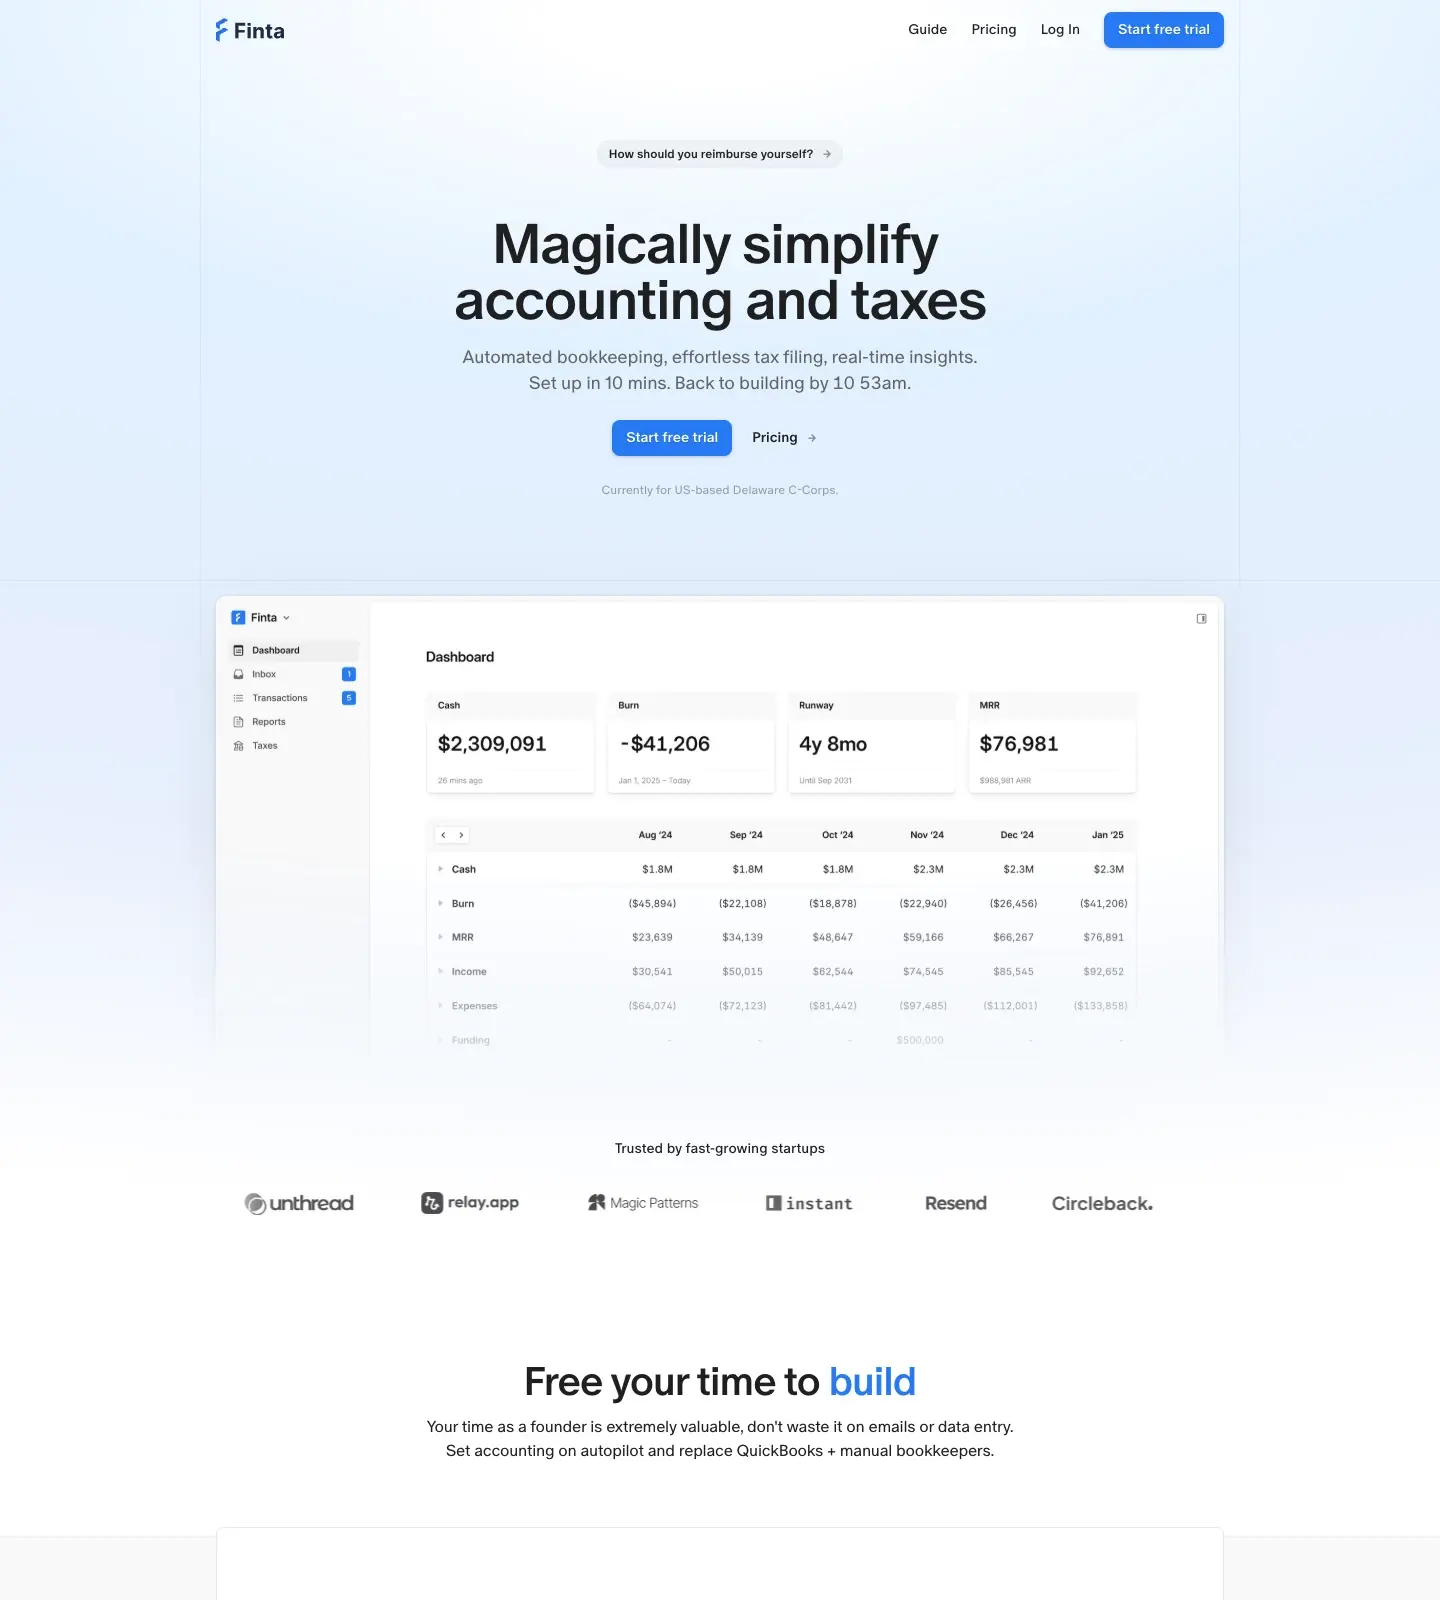 Finta
Guide Pricing Log In Start free trial
How should you reimburse yourself? →
Magically simplify
accounting and taxes
Automated bookkeeping, effortless tax filing, real-time insights.
Set up in 10 mins. Back to building by 10 53am.
Start free trial Pricing →
Currently for US-based Delaware C-Corps.
Finta
Dashboard
Inbox 1
Transactions 5
Reports
Taxes
Dashboard
Cash Burn Runway MRR
$2,309,091 -$41,206 4y 8mo $76,981
26 mins ago Jan 1, 2025 – Today Until Sep 2031 $988,981 ARR
Aug ‘24 Sep ‘24 Oct ‘24 Nov ‘24 Dec ‘24 Jan ‘25
Cash $1.8M $1.8M $1.8M $2.3M $2.3M $2.3M
Burn ($45,894) ($22,108) ($18,878) ($22,940) ($26,456) ($41,206)
MRR $23,639 $34,139 $48,647 $59,166 $66,267 $76,891
Income $30,541 $50,015 $62,544 $74,545 $85,545 $92,652
Expenses ($64,074) ($72,123) ($81,442) ($97,485) ($112,001) ($133,858)
Funding - - - $500,000 - -
Trusted by fast-growing startups
unthread relay.app Magic Patterns instant Resend Circleback.
Free your time to build
Your time as a founder is extremely valuable, don't waste it on emails or data entry.
Set accounting on autopilot and replace QuickBooks + manual bookkeepers.